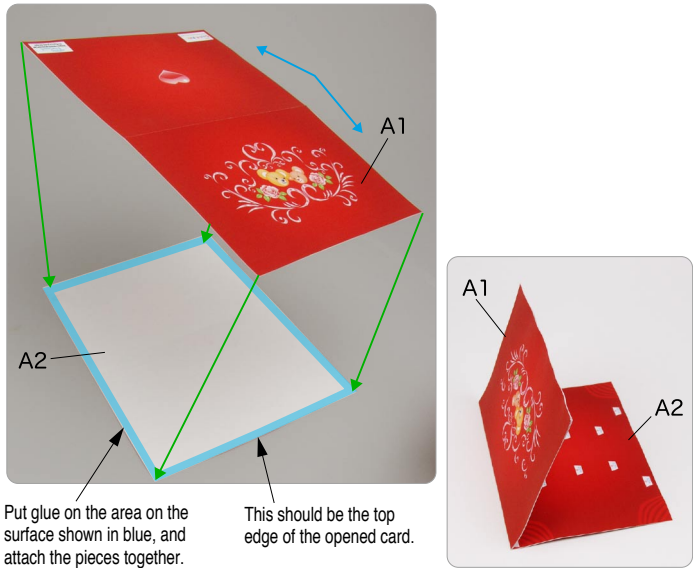 A1
A2
Put glue on the area on the
surface shown in blue, and
attach the pieces together.
This should be the top
edge of the opened card.
A1
A2